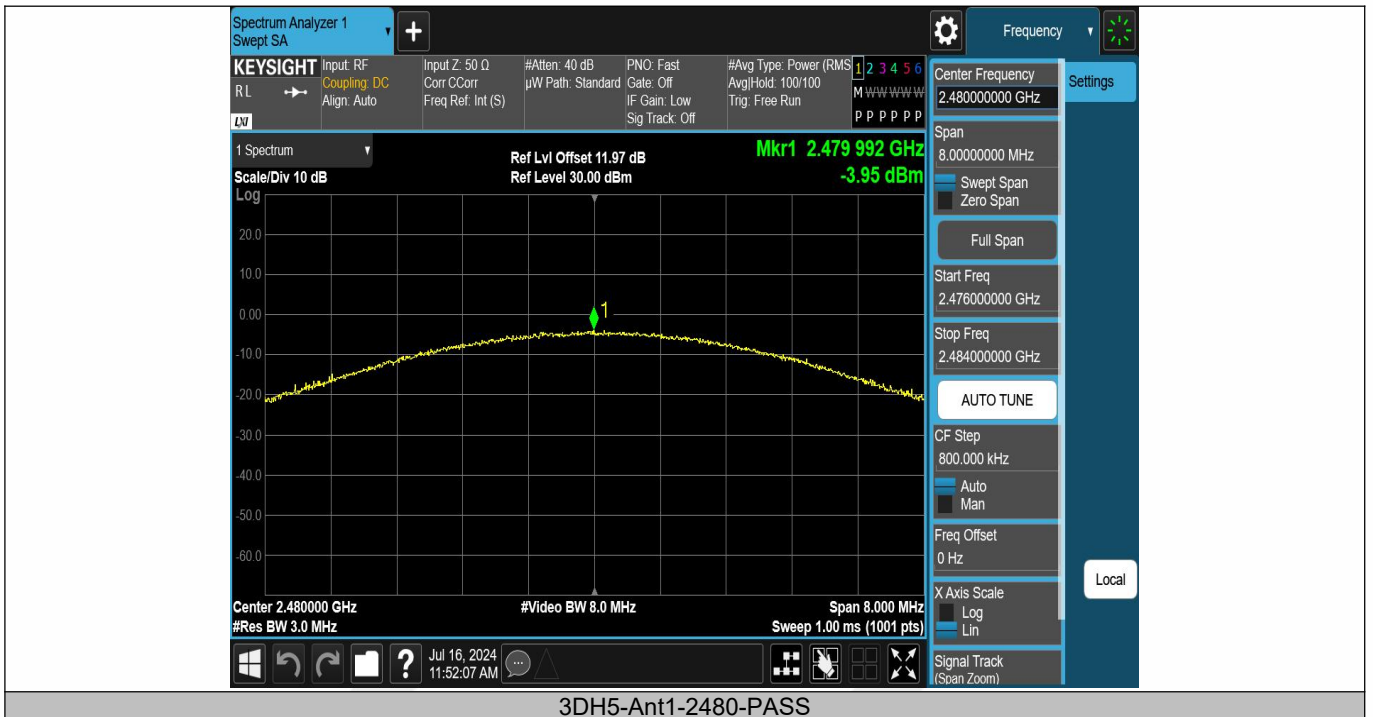 Spectrum Analyzer 1
Swept SA
+
Frequency
KEYSIGHT
RL
LXI
Input: RF
Coupling: DC
Align: Auto
Input Z: 50 Ω
Corr CCorr
Freq Ref: Int (S)
#Atten: 40 dB
µW Path: Standard
PNO: Fast
Gate: Off
IF Gain: Low
Sig Track: Off
#Avg Type: Power (RMS
Avg|Hold: 100/100
Trig: Free Run
1 2 3 4 5 6
M W W W W W
P P P P P P
Center Frequency
2.480000000 GHz
Settings
1 Spectrum
Scale/Div 10 dB
Log
Ref Lvl Offset 11.97 dB
Ref Level 30.00 dBm
Mkr1 2.479 992 GHz
-3.95 dBm
Span
8.00000000 MHz
Swept Span
Zero Span
Full Span
Start Freq
2.476000000 GHz
Stop Freq
2.484000000 GHz
AUTO TUNE
CF Step
800.000 kHz
Auto
Man
Freq Offset
0 Hz
X Axis Scale
Log
Lin
Signal Track
(Span Zoom)
Local
20.0
10.0
0.00
-10.0
-20.0
-30.0
-40.0
-50.0
-60.0
1
Center 2.480000 GHz
#Res BW 3.0 MHz
#Video BW 8.0 MHz
Span 8.000 MHz
Sweep 1.00 ms (1001 pts)
?
Jul 16, 2024
11:52:07 AM
3DH5-Ant1-2480-PASS